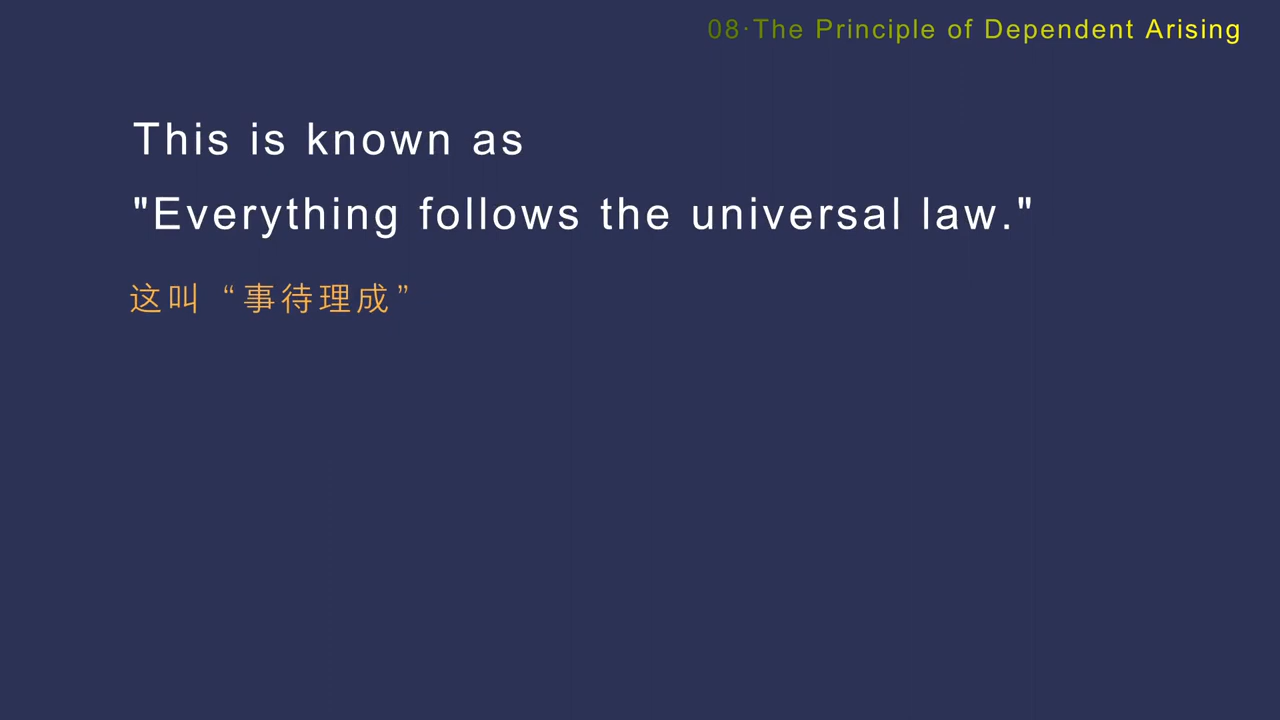 08·The Principle of Dependent Arising
This is known as
"Everything follows the universal law."
这叫“事待理成”